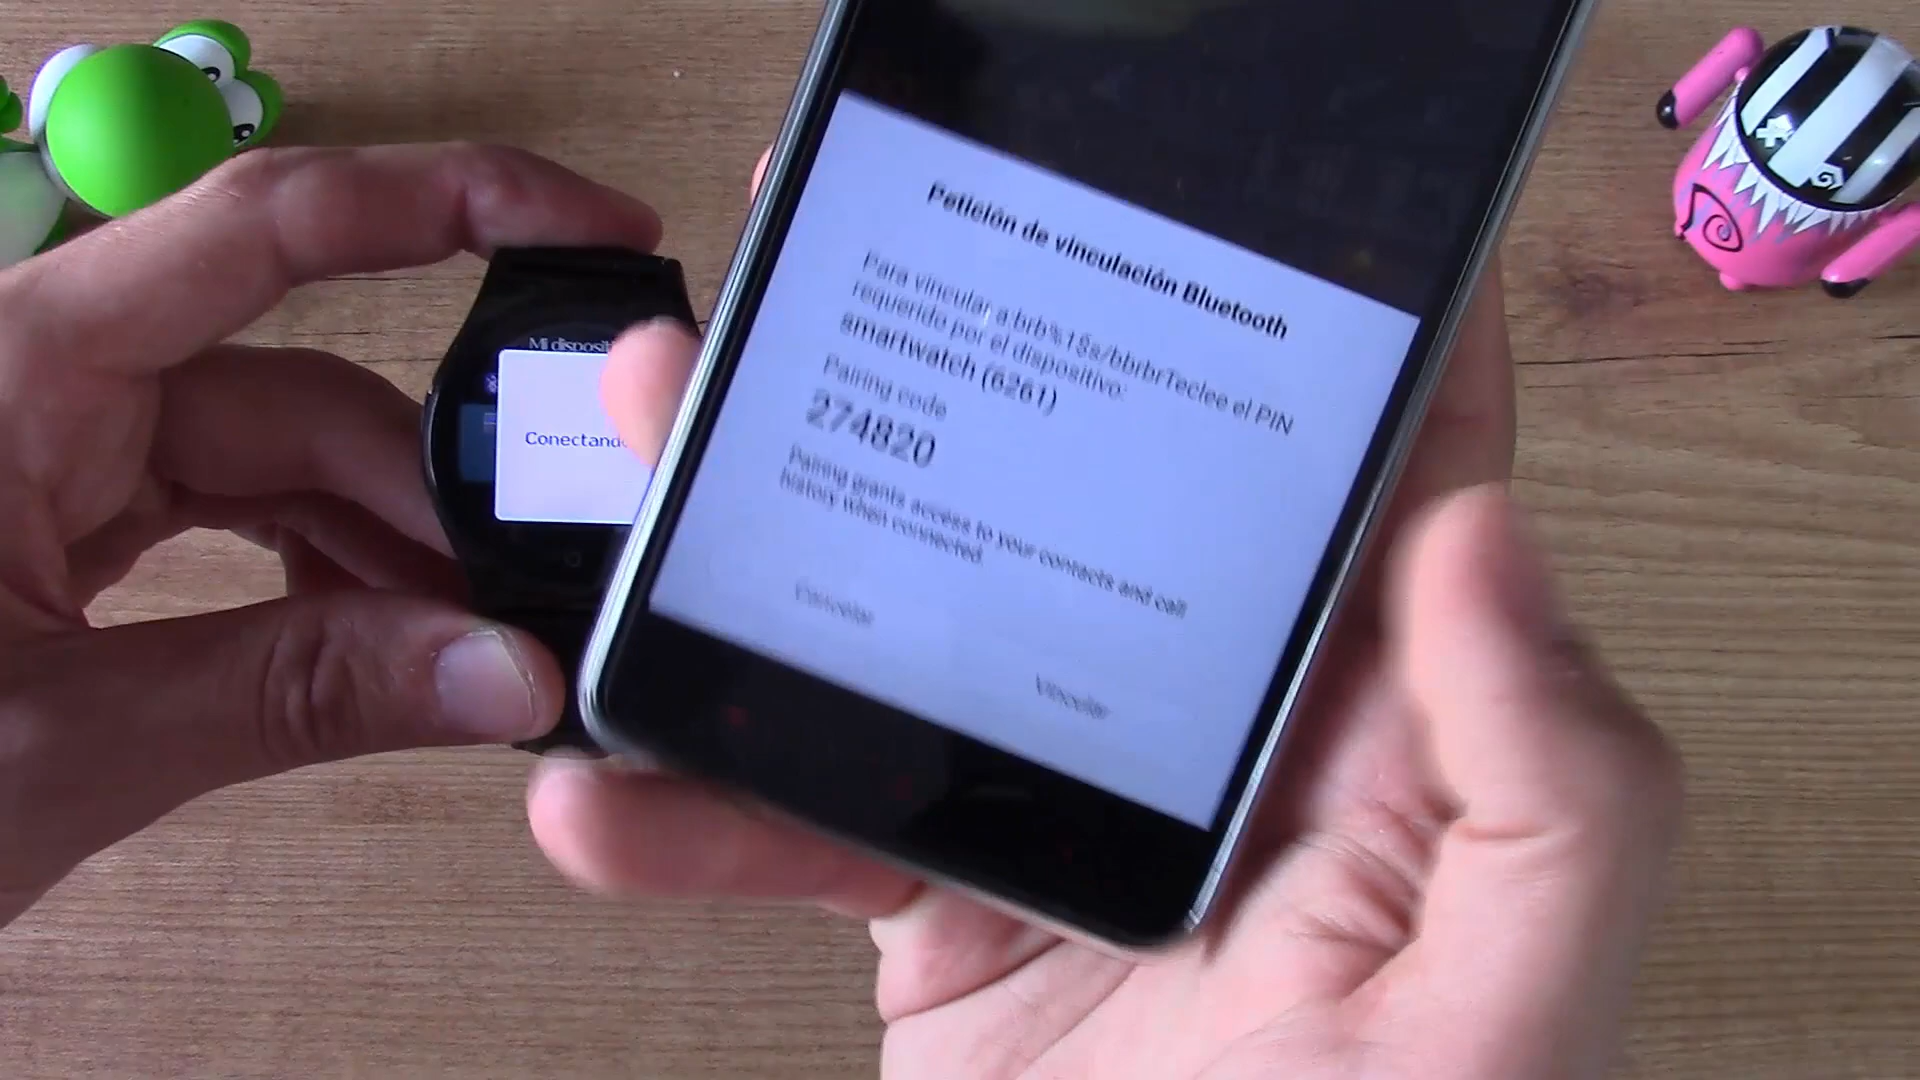 Mi disposit
Conectand
Petición de vinculación Bluetooth
Para vincular a:brb%1$s/bbrbrTeclee el PIN
requerido por el dispositivo:
smartwatch (6261)
Pairing code
274820
Pairing grants access to your contacts and call
history when connected.
Cancelar
Vincular